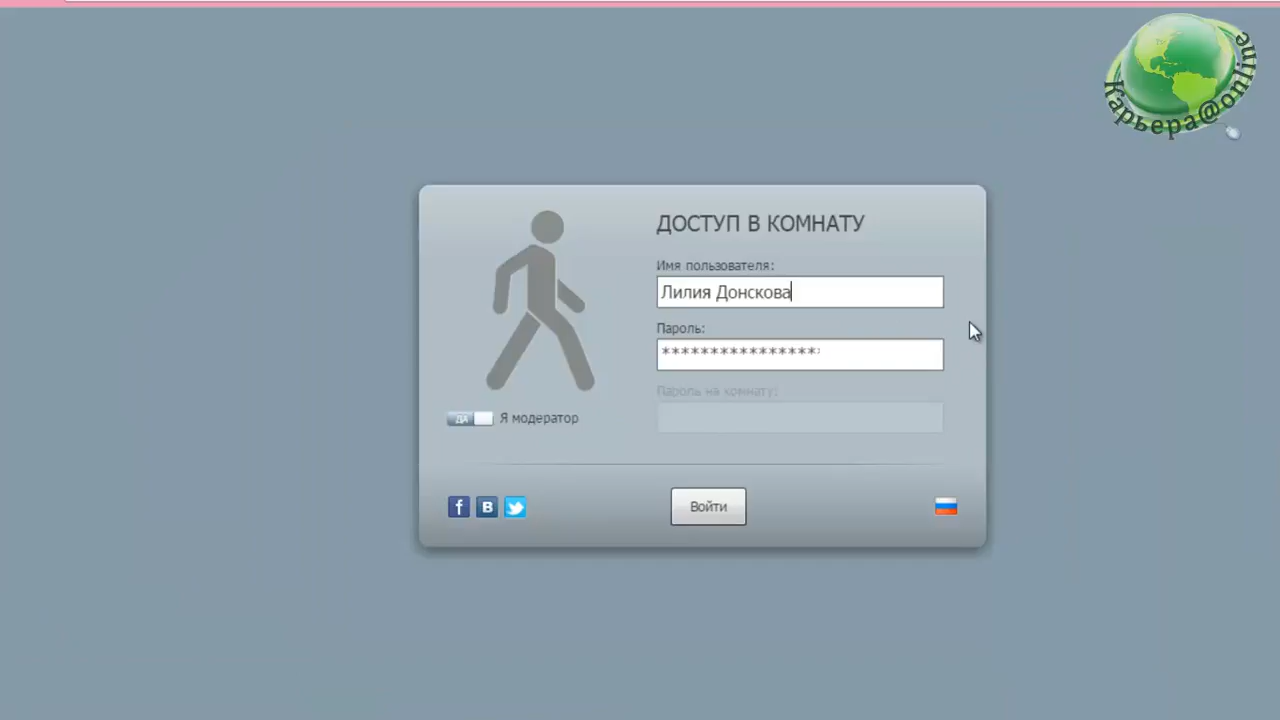 Карьера@online
ДОСТУП В КОМНАТУ
Имя пользователя:
Лилия Донскова
Пароль:
****************
Пароль на комнату:
ДА
Я модератор
f
B
Войти